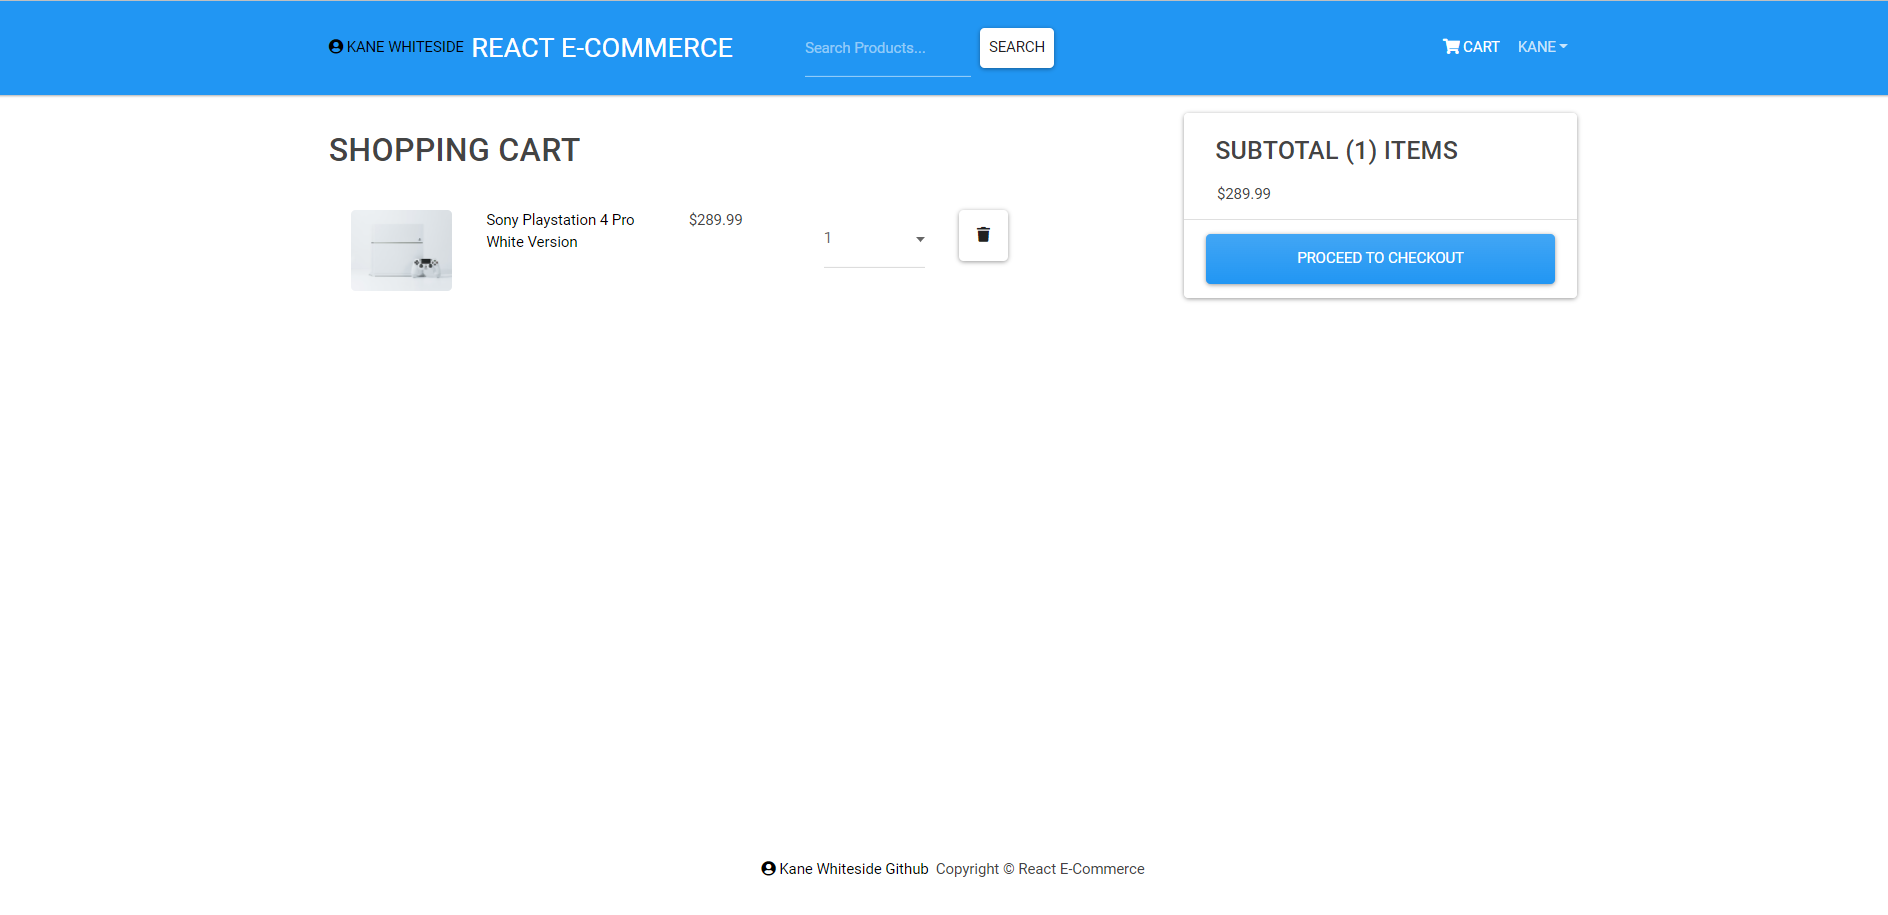 KANE WHITESIDE REACT E-COMMERCE Search Products... SEARCH CART KANE
SHOPPING CART
Sony Playstation 4 Pro
White Version
$289.99
1
SUBTOTAL (1) ITEMS
$289.99
PROCEED TO CHECKOUT
Kane Whiteside Github Copyright © React E-Commerce